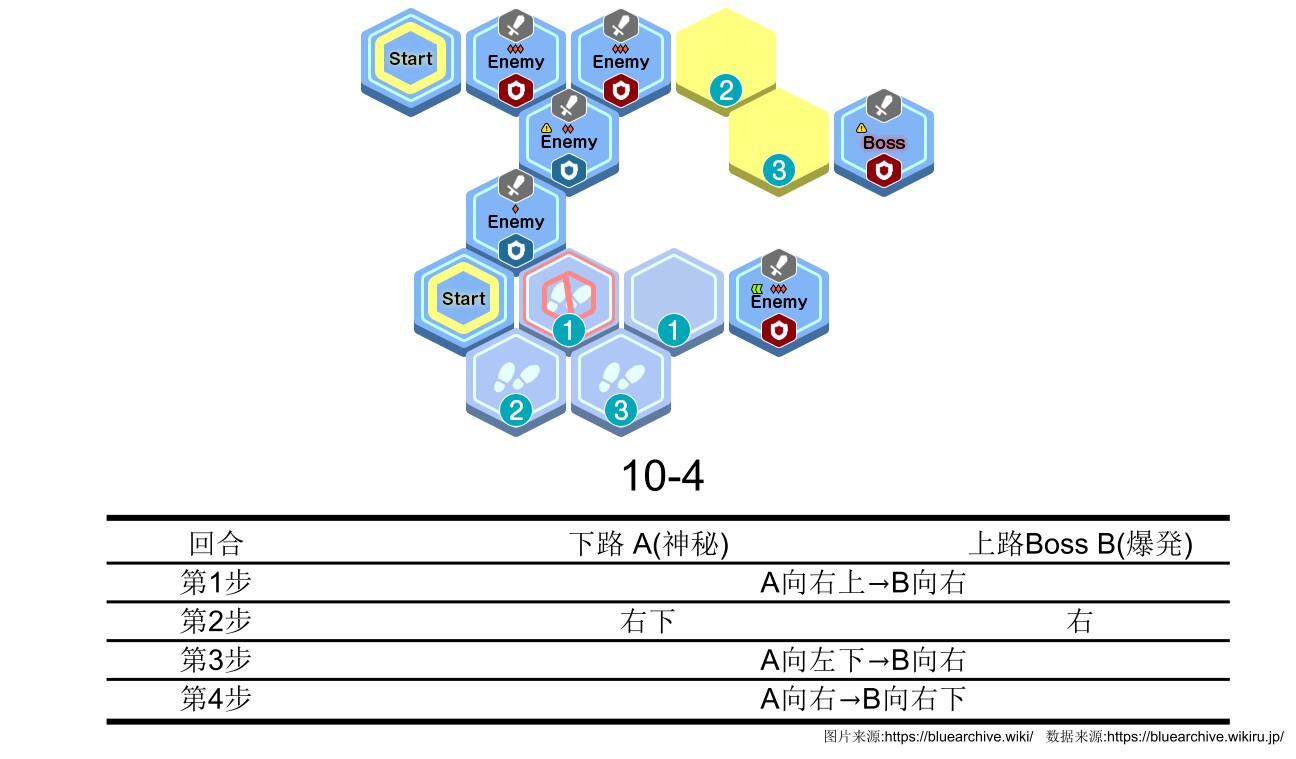 Start Enemy Enemy 2
Enemy 3 Boss
Enemy
Start 1 1 Enemy
2 3
10-4
回合 下路 A(神秘) 上路Boss B(爆発)
第1步 A向右上→B向右
第2步 右下 右
第3步 A向左下→B向右
第4步 A向右→B向右下
图片来源:https://bluearchive.wiki/ 数据来源:https://bluearchive.wikiru.jp/